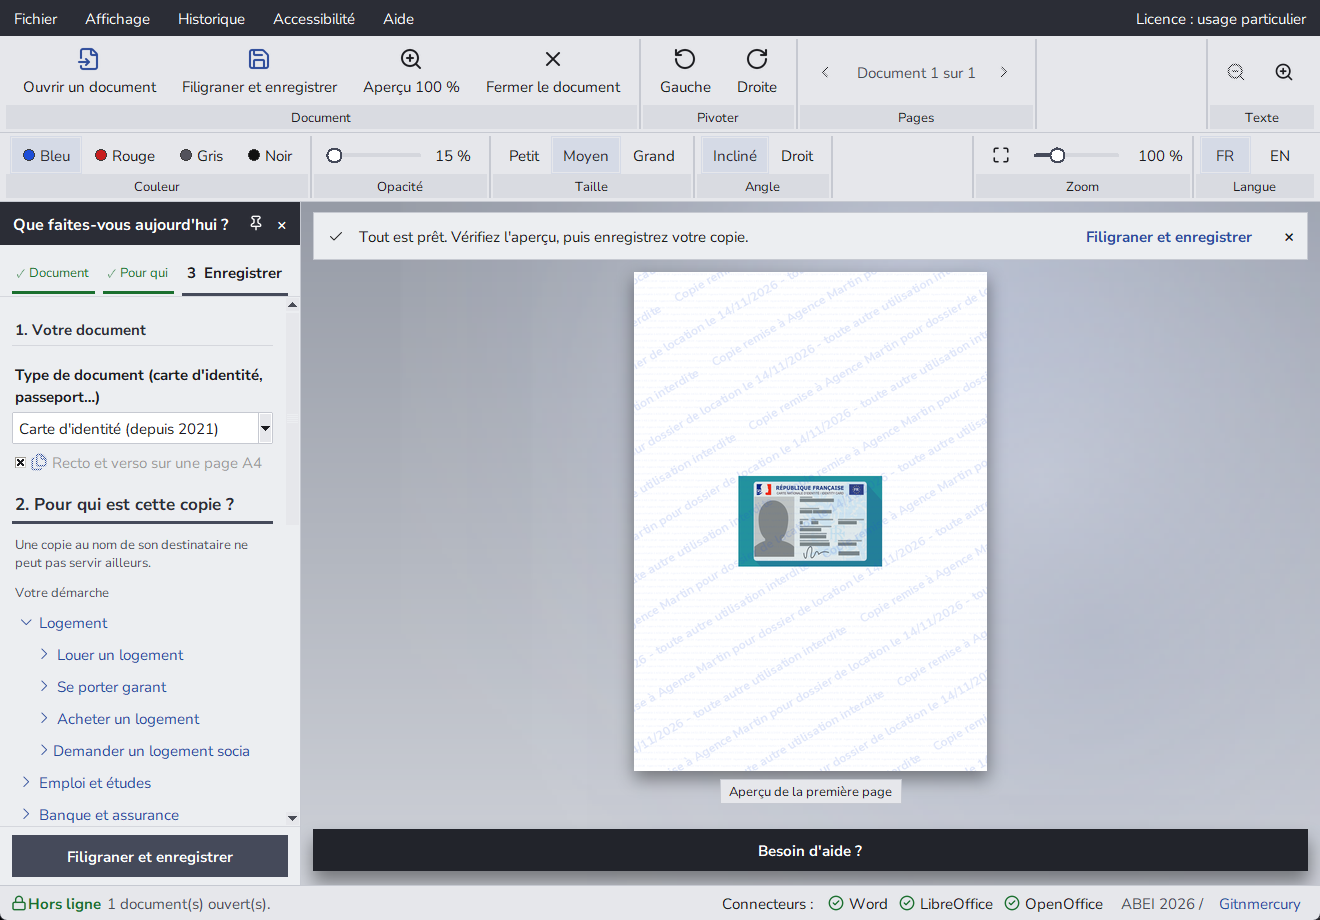 Fichier Affichage Historique Accessibilité Aide Licence : usage particulier
Ouvrir un document Filigraner et enregistrer Aperçu 100 % Fermer le document Gauche Droite Document 1 sur 1
Document Pivoter Pages Texte
Bleu Rouge Gris Noir 15 % Petit Moyen Grand Incliné Droit 100 % FR EN
Couleur Opacité Taille Angle Zoom Langue
Que faites-vous aujourd'hui ?
Tout est prêt. Vérifiez l'aperçu, puis enregistrez votre copie. Filigraner et enregistrer
Document Pour qui 3 Enregistrer
1. Votre document
Type de document (carte d'identité,
passeport...)
Carte d'identité (depuis 2021)
Recto et verso sur une page A4
2. Pour qui est cette copie ?
Une copie au nom de son destinataire ne
peut pas servir ailleurs.
Votre démarche
Logement
Louer un logement
Se porter garant
Acheter un logement
Demander un logement socia
Emploi et études
Banque et assurance
Filigraner et enregistrer
Copie remise à Agence Martin pour dossier de location le 14/11/2026 - toute autre utilisation interdite
RÉPUBLIQUE FRANÇAISE
Aperçu de la première page
Besoin d'aide ?
Hors ligne 1 document(s) ouvert(s). Connecteurs : Word LibreOffice OpenOffice ABEI 2026 / Gitnmercury